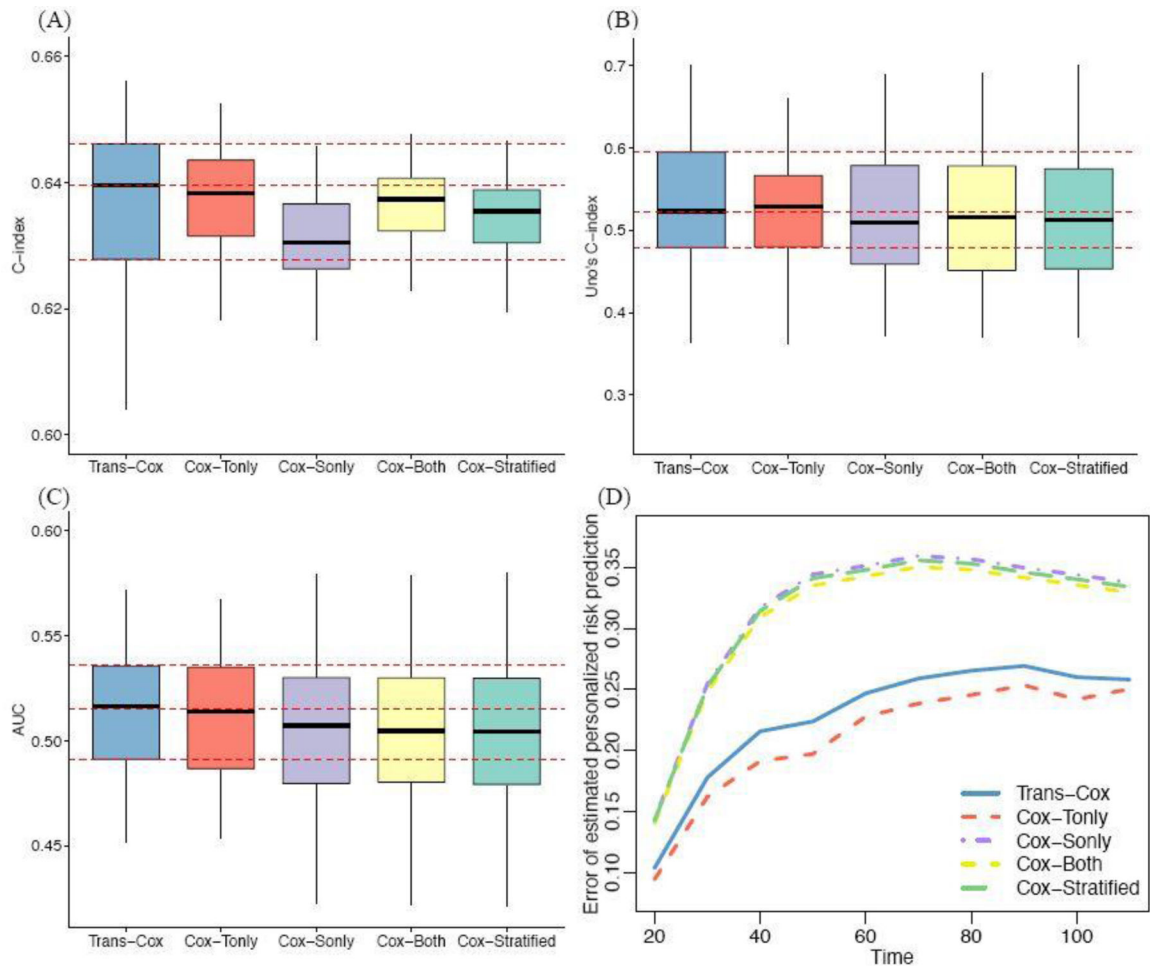 (A)
C-index
0.66
0.64
0.62
0.60
Trans-Cox Cox-Tonly Cox-Sonly Cox-Both Cox-Stratified
(B)
Uno's C-index
0.7
0.6
0.5
0.4
0.3
Trans-Cox Cox-Tonly Cox-Sonly Cox-Both Cox-Stratified
(C)
AUC
0.60
0.55
0.50
0.45
Trans-Cox Cox-Tonly Cox-Sonly Cox-Both Cox-Stratified
(D)
Error of estimated personalized risk prediction
0.35
0.30
0.25
0.20
0.15
0.10
Trans-Cox
Cox-Tonly
Cox-Sonly
Cox-Both
Cox-Stratified
20 40 60 80 100
Time